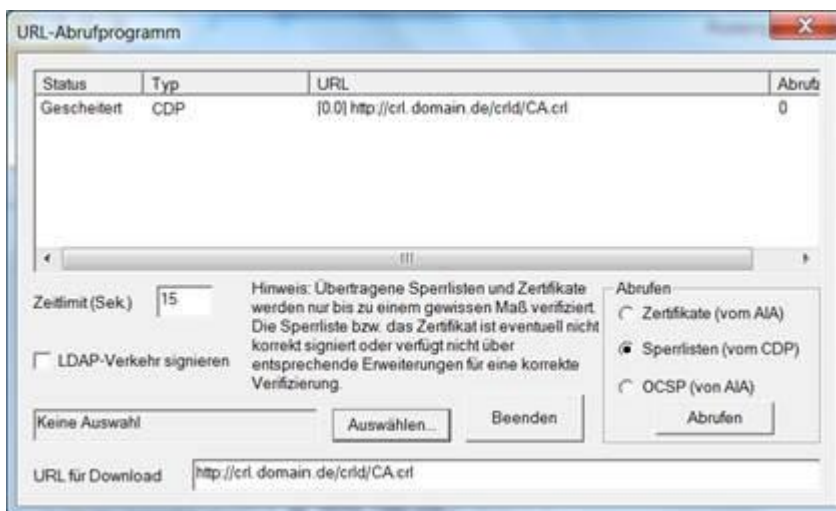 URL-Abrufprogramm
Status Typ URL Abrufz
Gescheitert CDP [0.0] http://crl.domain.de/crld/CA.crl 0
Zeitlimit (Sek.) 15
LDAP-Verkehr signieren
Hinweis: Übertragene Sperrlisten und Zertifikate
werden nur bis zu einem gewissen Maß verifiziert.
Die Sperrliste bzw. das Zertifikat ist eventuell nicht
korrekt signiert oder verfügt nicht über
entsprechende Erweiterungen für eine korrekte
Verifizierung.
Abrufen
Zertifikate (vom AIA)
Sperrlisten (vom CDP)
OCSP (von AIA)
Abrufen
Keine Auswahl
Auswählen...
Beenden
URL für Download http://crl.domain.de/crld/CA.crl